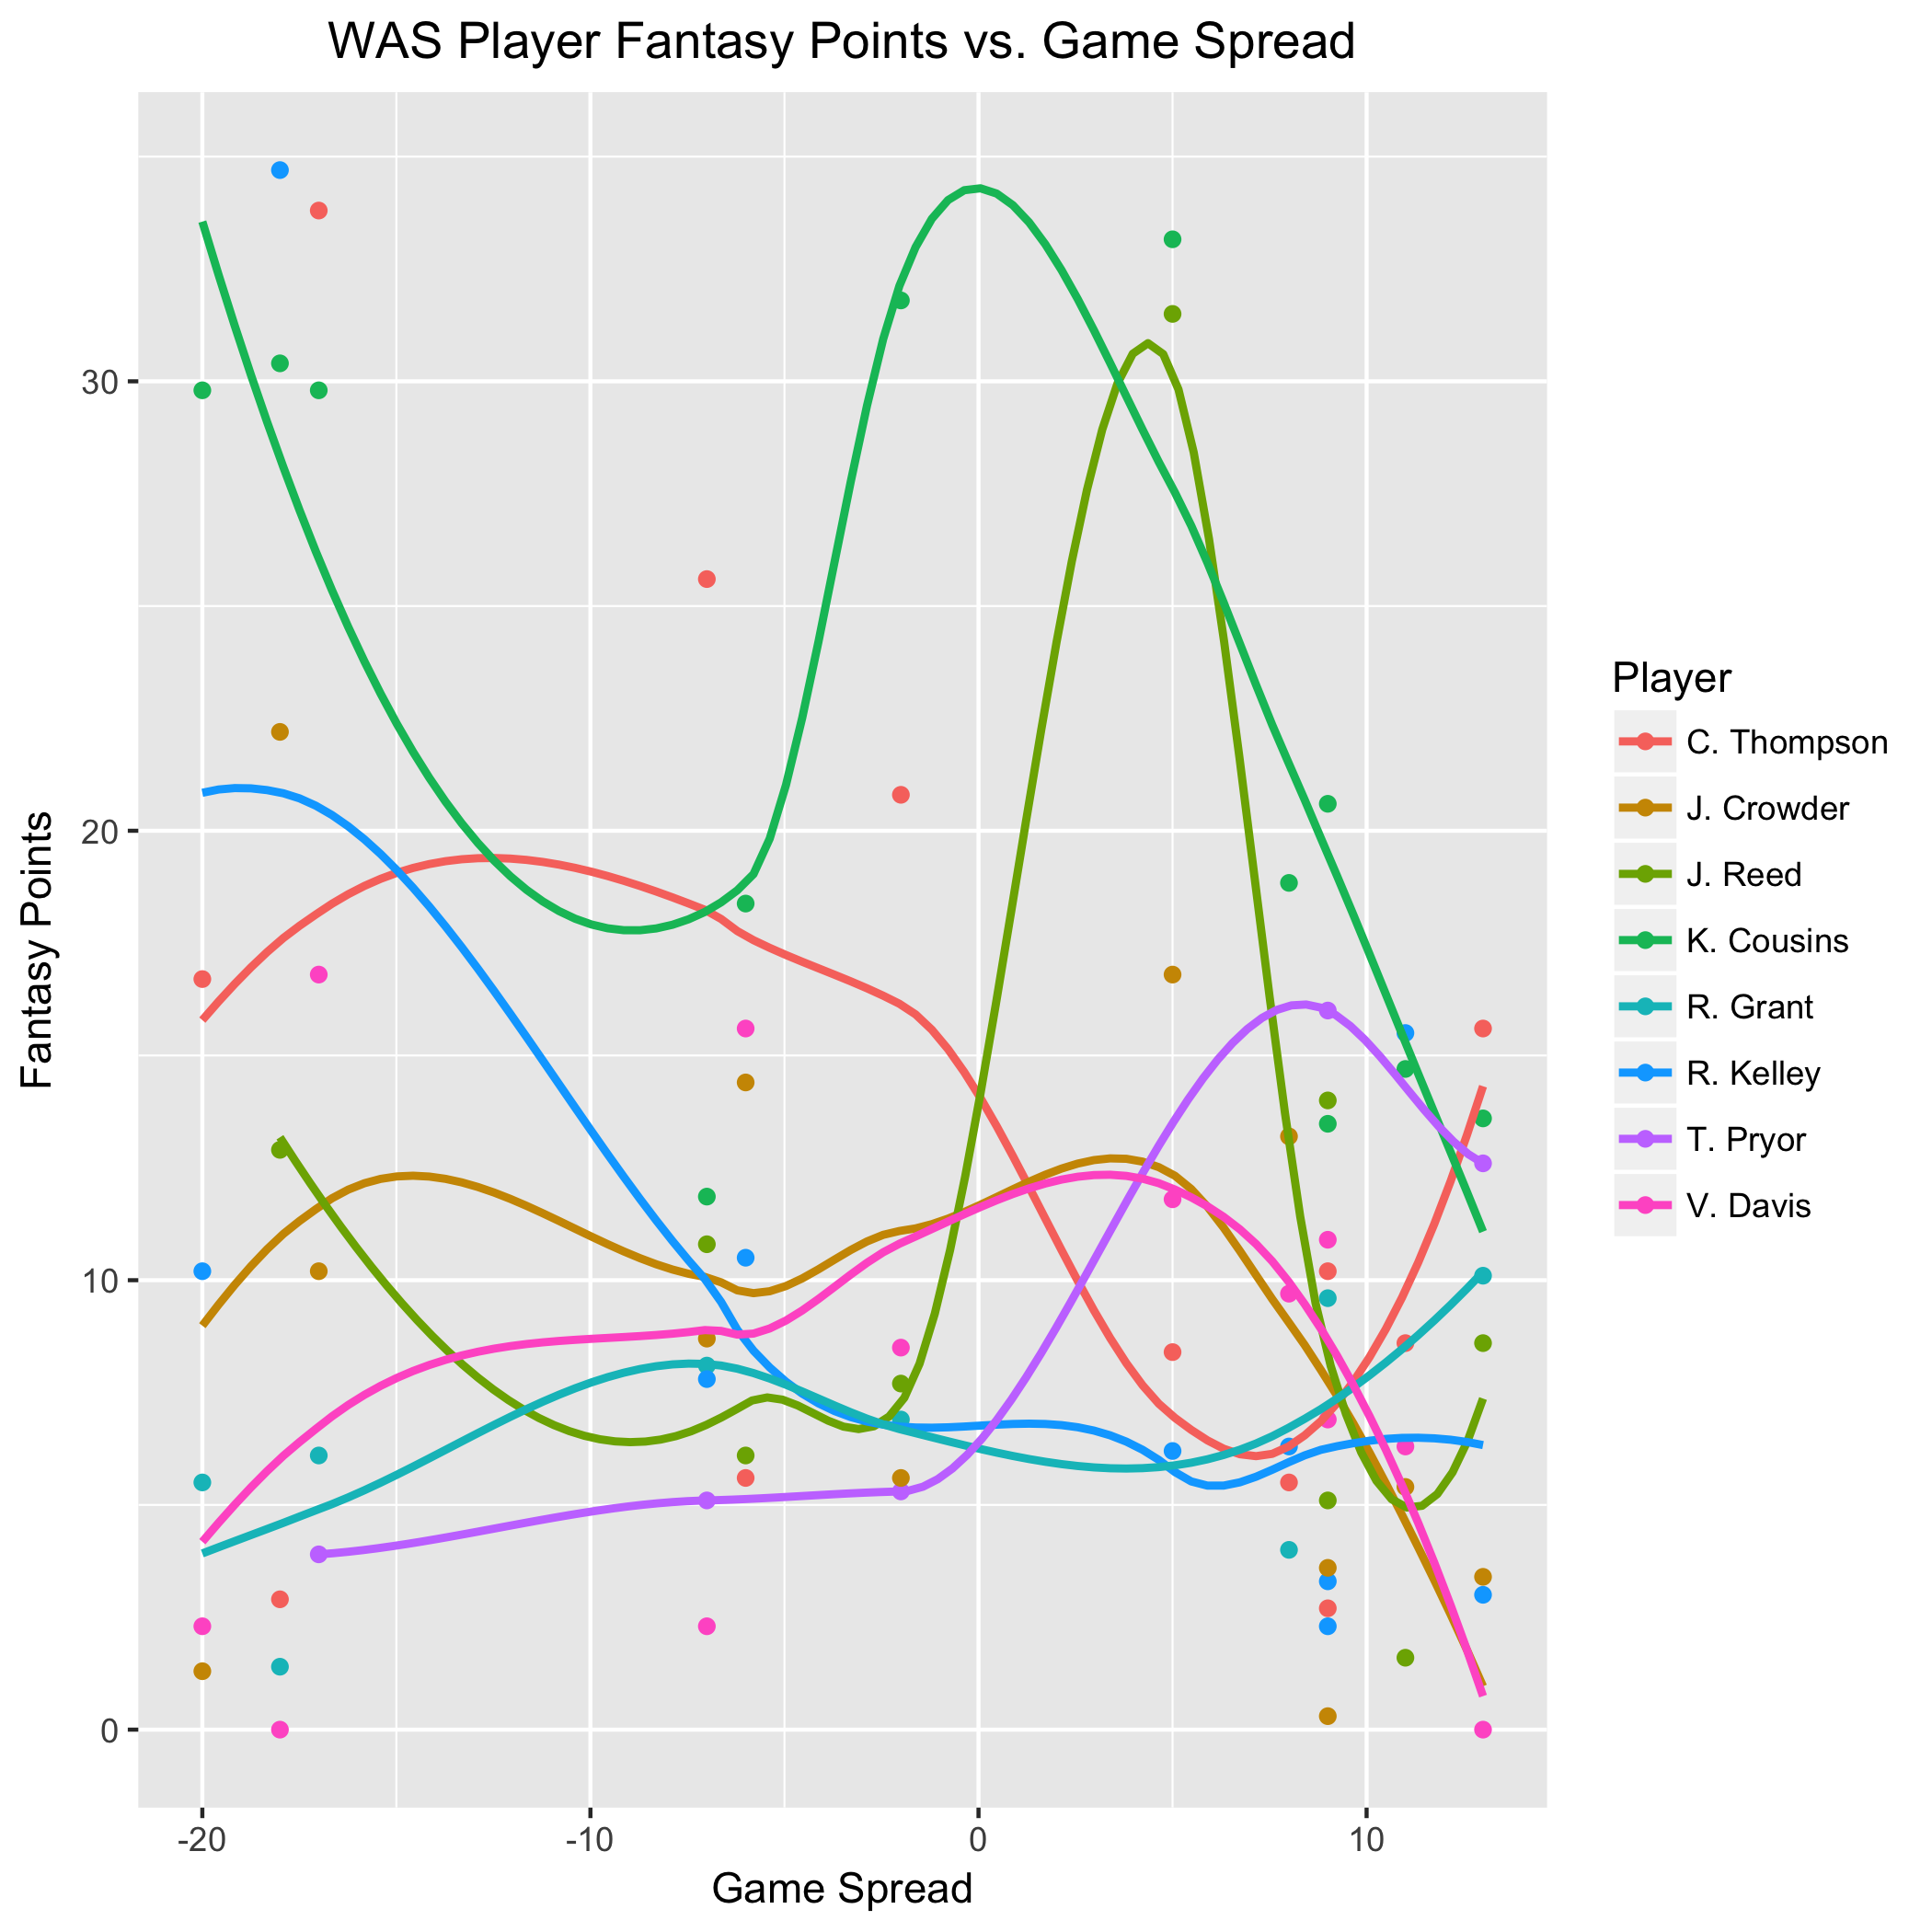 WAS Player Fantasy Points vs. Game Spread
Fantasy Points
30
20
10
0
-20
-10
0
10
Game Spread
Player
C. Thompson
J. Crowder
J. Reed
K. Cousins
R. Grant
R. Kelley
T. Pryor
V. Davis